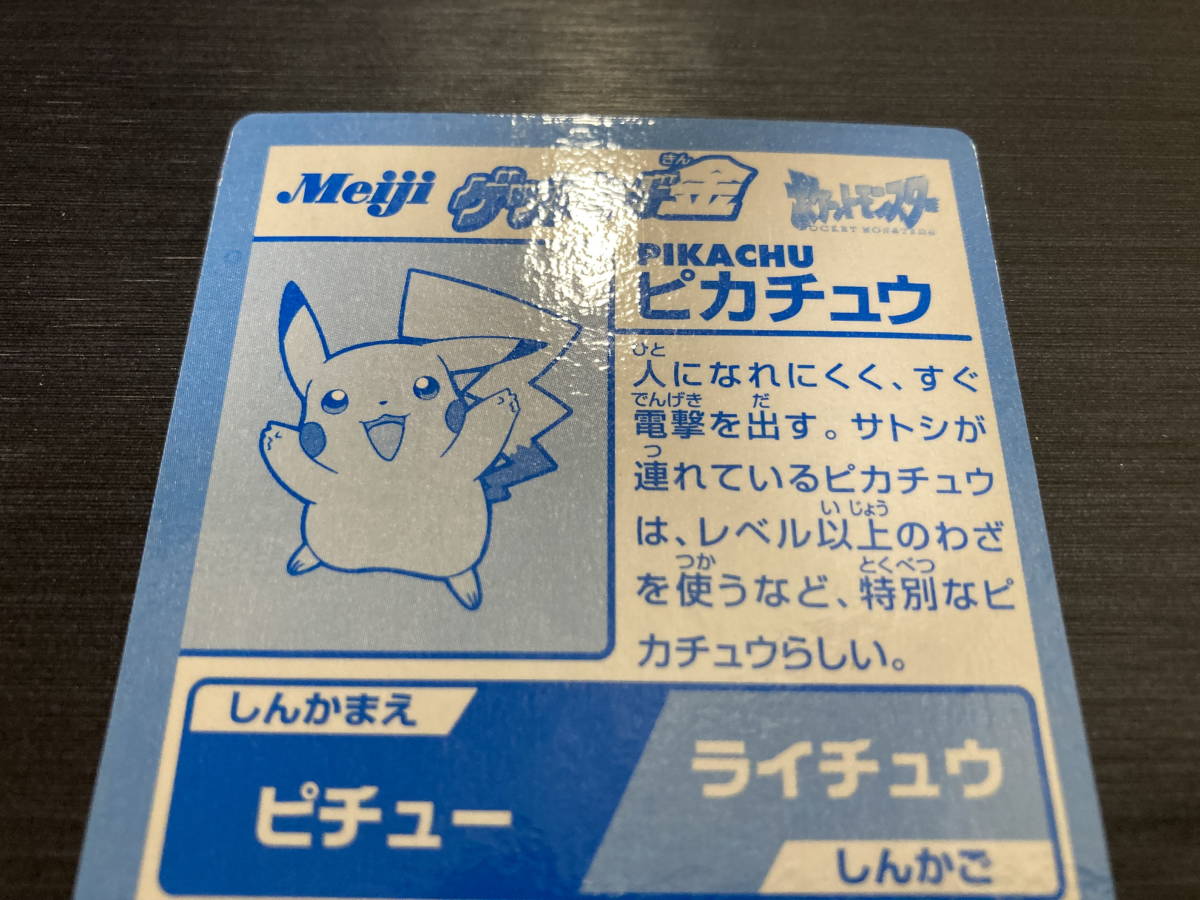 Meiji
きん
金
ポケットモンスター
POCKET MONSTERS
PIKACHU
ピカチュウ
ひと
人になれにくく、すぐ
でんげき だ
電撃を出す。サトシが
つ
連れているピカチュウ
いじょう
は、レベル以上のわざ
つか とくべつ
を使うなど、特別なピ
カチュウらしい。
しんかまえ
ピチュー
ライチュウ
しんかご